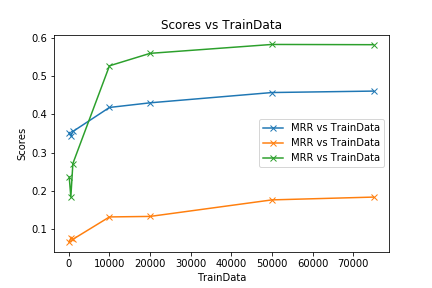 Scores vs TrainData
0.6
0.5
0.4
0.3
0.2
0.1
Scores
MRR vs TrainData
MRR vs TrainData
MRR vs TrainData
0 10000 20000 30000 40000 50000 60000 70000
TrainData